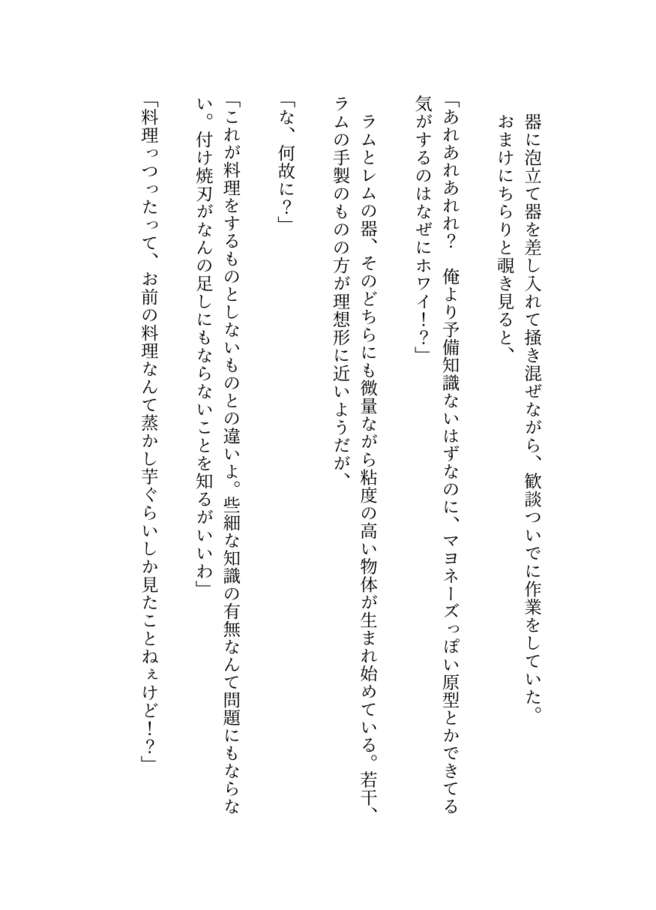 器に泡立て器を差し入れて掻き混ぜながら、歓談ついでに作業をしていた。
おまけにちらりと覗き見ると、
「あれあれあれれ？　俺より予備知識ないはずなのに、マヨネーズっぽい原型とかできてる
気がするのはなぜにホワイ！？」
ラムとレムの器、そのどちらにも微量ながら粘度の高い物体が生まれ始めている。若干、
ラムの手製のものの方が理想形に近いようだが、
「な、何故に？」
「これが料理をするものとしないものとの違いよ。些細な知識の有無なんて問題にもならな
い。付け焼刃がなんの足しにもならないことを知るがいいわ」
「料理っつったって、お前の料理なんて蒸かし芋ぐらいしか見たことねぇけど！？」